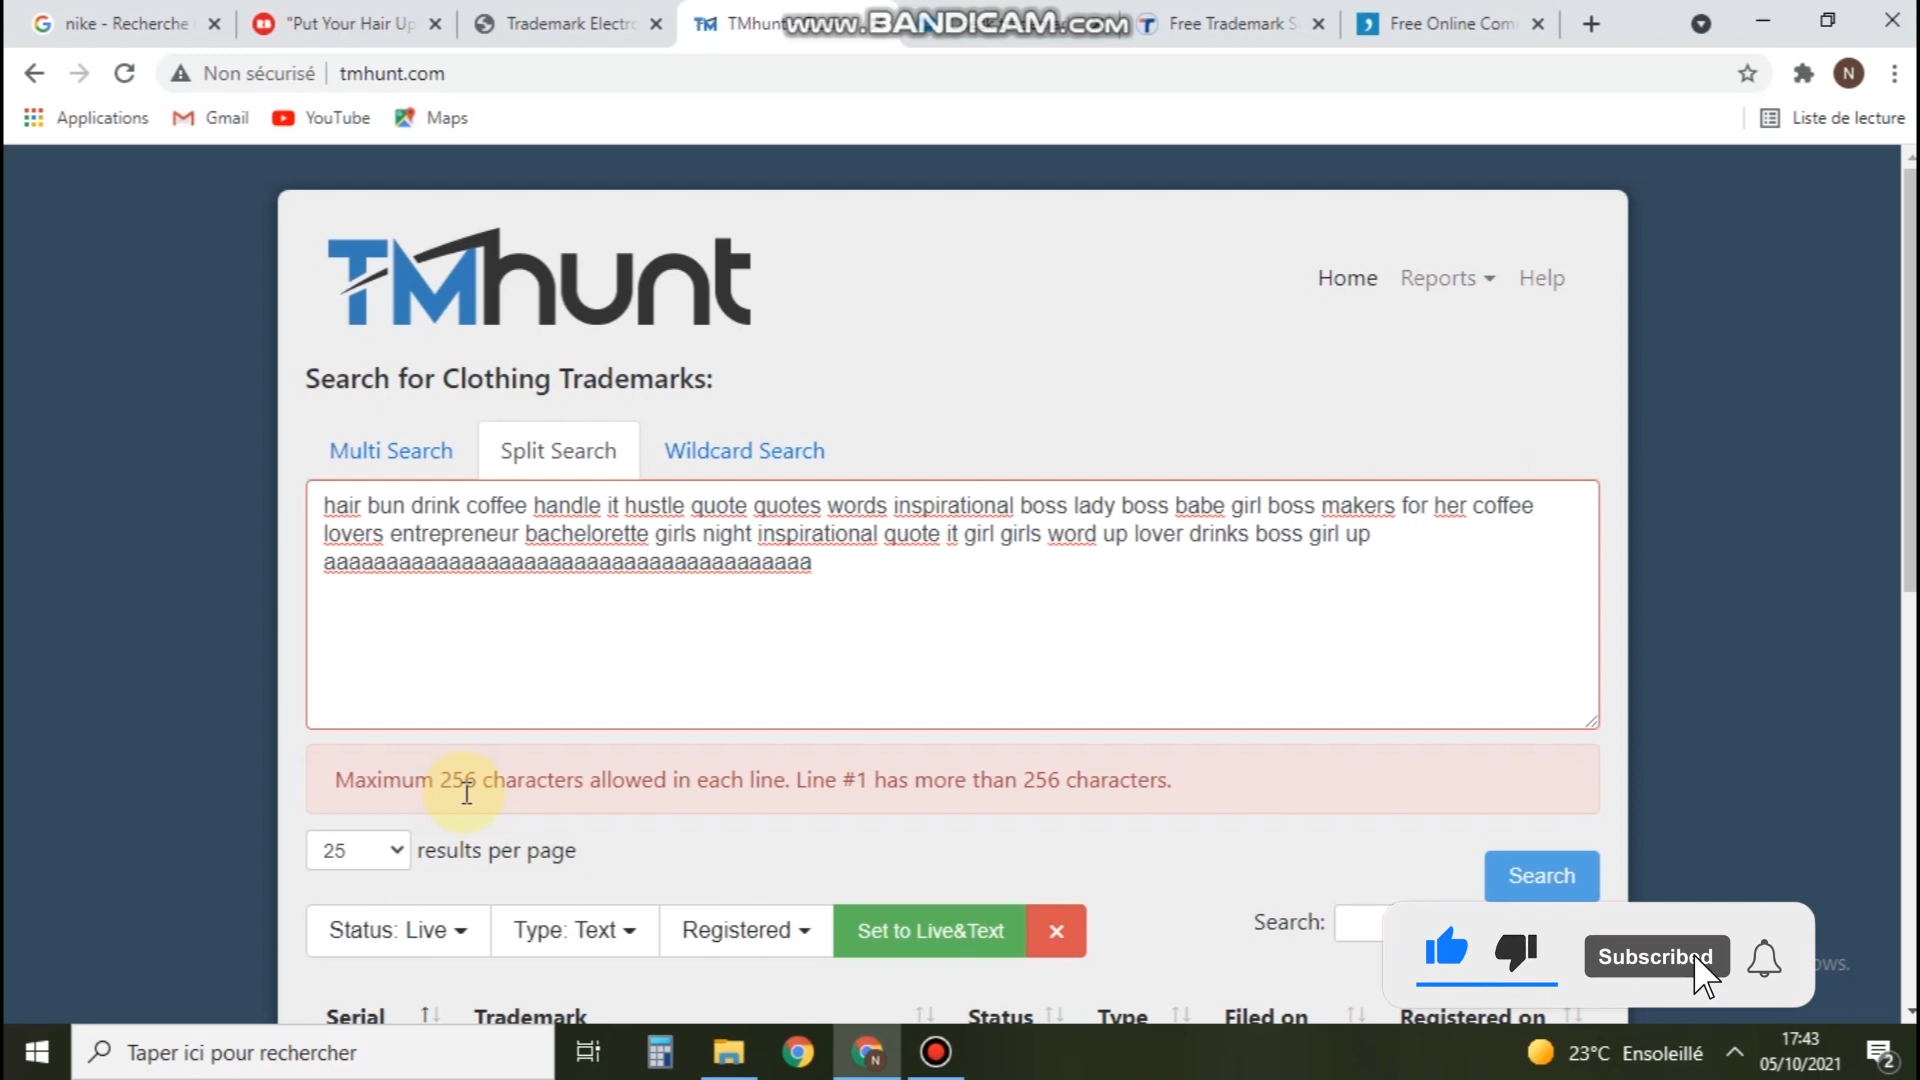 nike - Recherche
"Put Your Hair Up
Trademark Electro
TMhunt
www.BANDICAM.com
Free Trademark S
Free Online Com
Non sécurisé
tmhunt.com
N
Applications
Gmail
YouTube
Maps
Liste de lecture
TMhunt
Home
Reports
Help
Search for Clothing Trademarks:
Multi Search
Split Search
Wildcard Search
hair bun drink coffee handle it hustle quote quotes words inspirational boss lady boss babe girl boss makers for her coffee
lovers entrepreneur bachelorette girls night inspirational quote it girl girls word up lover drinks boss girl up
aaaaaaaaaaaaaaaaaaaaaaaaaaaaaaaaaaaaaaa
Maximum 256 characters allowed in each line. Line #1 has more than 256 characters.
25
results per page
Search
Status: Live
Type: Text
Registered
Set to Live&Text
Search:
Subscribed
Serial
Trademark
Status
Type
Filed on
Registered on
Taper ici pour rechercher
23°C Ensoleillé
17:43
05/10/2021
2